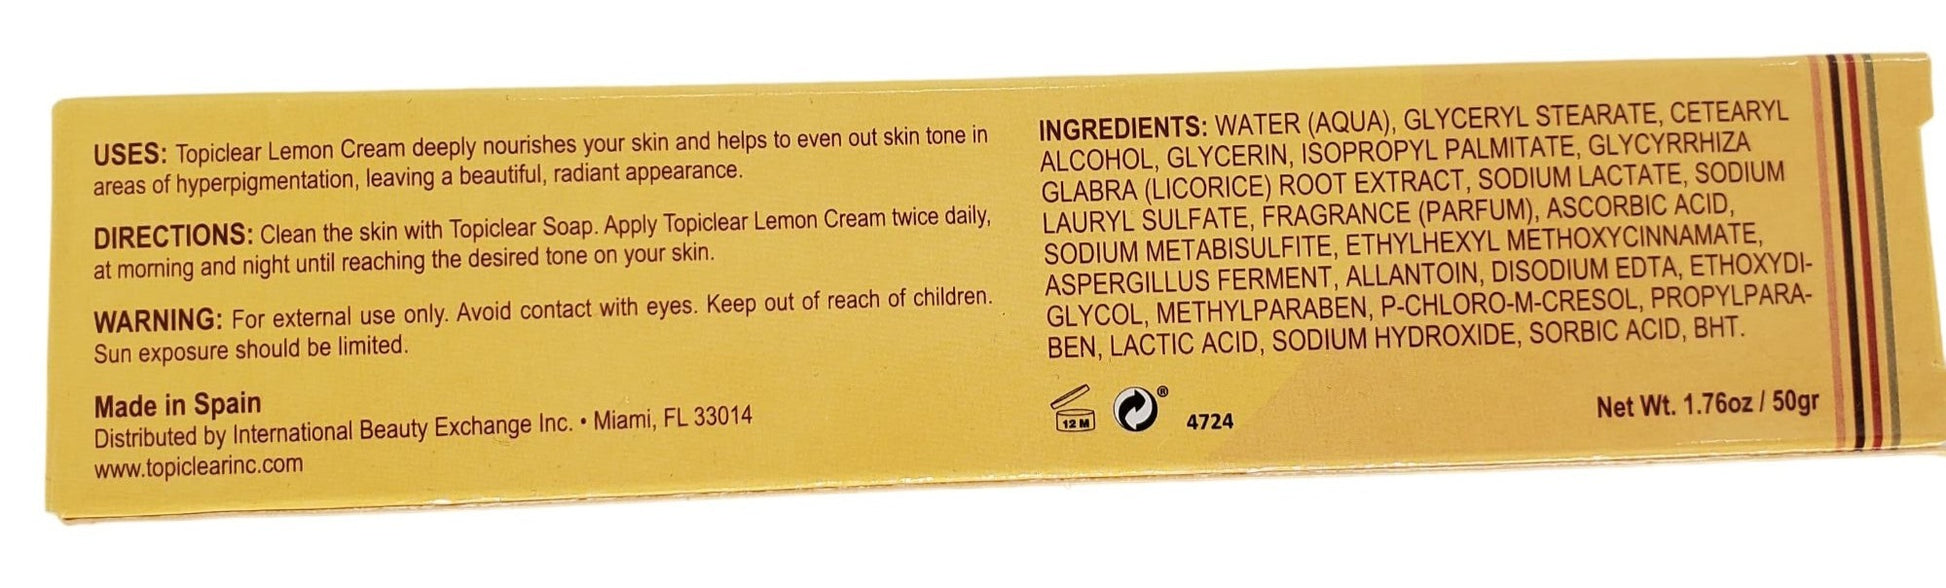 USES: Topiclear Lemon Cream deeply nourishes your skin and helps to even out skin tone in
areas of hyperpigmentation, leaving a beautiful, radiant appearance.
DIRECTIONS: Clean the skin with Topiclear Soap. Apply Topiclear Lemon Cream twice daily,
at morning and night until reaching the desired tone on your skin.
WARNING: For external use only. Avoid contact with eyes. Keep out of reach of children.
Sun exposure should be limited.
Made in Spain
Distributed by International Beauty Exchange Inc. • Miami, FL 33014
www.topiclearinc.com
INGREDIENTS: WATER (AQUA), GLYCERYL STEARATE, CETEARYL
ALCOHOL, GLYCERIN, ISOPROPYL PALMITATE, GLYCYRRHIZA
GLABRA (LICORICE) ROOT EXTRACT, SODIUM LACTATE, SODIUM
LAURYL SULFATE, FRAGRANCE (PARFUM), ASCORBIC ACID,
SODIUM METABISULFITE, ETHYLHEXYL METHOXYCINNAMATE,
ASPERGILLUS FERMENT, ALLANTOIN, DISODIUM EDTA, ETHOXYDI-
GLYCOL, METHYLPARABEN, P-CHLORO-M-CRESOL, PROPYLPARA-
BEN, LACTIC ACID, SODIUM HYDROXIDE, SORBIC ACID, BHT.
12 M ® 4724
Net Wt. 1.76oz / 50gr